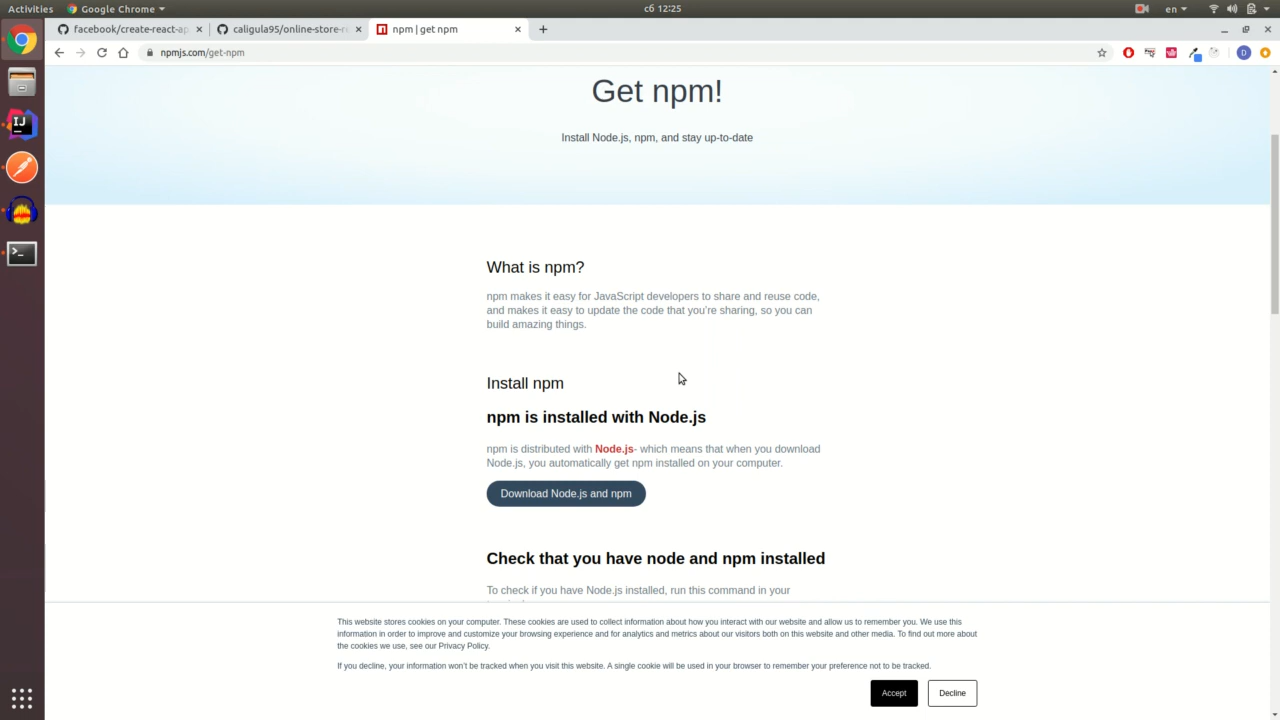 Activities
Google Chrome
сб 12:25
en
facebook/create-react-ap
caligula95/online-store-r
npm | get npm
npmjs.com/get-npm
D
Get npm!
Install Node.js, npm, and stay up-to-date
What is npm?
npm makes it easy for JavaScript developers to share and reuse code,
and makes it easy to update the code that you're sharing, so you can
build amazing things.
Install npm
npm is installed with Node.js
npm is distributed with Node.js- which means that when you download
Node.js, you automatically get npm installed on your computer.
Download Node.js and npm
Check that you have node and npm installed
To check if you have Node.js installed, run this command in your
This website stores cookies on your computer. These cookies are used to collect information about how you interact with our website and allow us to remember you. We use this
information in order to improve and customize your browsing experience and for analytics and metrics about our visitors both on this website and other media. To find out more about
the cookies we use, see our Privacy Policy.
If you decline, your information won't be tracked when you visit this website. A single cookie will be used in your browser to remember your preference not to be tracked.
Accept
Decline